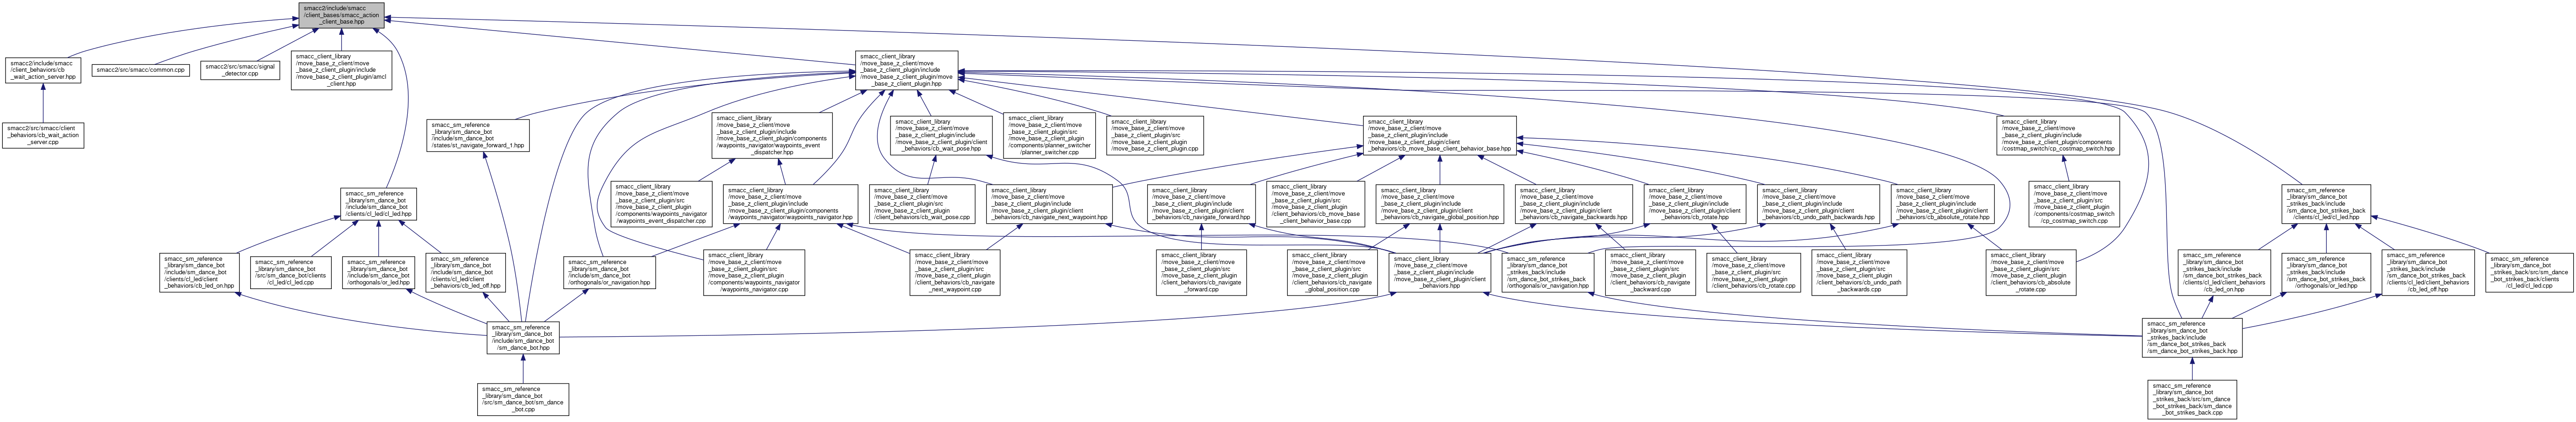 smacc2/include/smacc
/client_bases/smacc_action
_client_base.hpp
smacc2/include/smacc
/client_behaviors/cb
_wait_action_server.hpp
smacc2/src/smacc/common.cpp
smacc2/src/smacc/signal
_detector.cpp
smacc_client_library
/move_base_z_client/move
_base_z_client_plugin/include
/move_base_z_client_plugin/amcl
_client.hpp
smacc_client_library
/move_base_z_client/move
_base_z_client_plugin/include
/move_base_z_client_plugin/move
_base_z_client_plugin.hpp
smacc2/src/smacc/client
_behaviors/cb_wait_action
_server.cpp
smacc_sm_reference
_library/sm_dance_bot
/include/sm_dance_bot
/states/st_navigate_forward_1.hpp
smacc_client_library
/move_base_z_client/move
_base_z_client_plugin/include
/move_base_z_client_plugin/components
/waypoints_navigator/waypoints_event
_dispatcher.hpp
smacc_client_library
/move_base_z_client/move
_base_z_client_plugin/include
/move_base_z_client_plugin/client
_behaviors/cb_wait_pose.hpp
smacc_client_library
/move_base_z_client/move
_base_z_client_plugin/src
/move_base_z_client_plugin
/components/planner_switcher
/planner_switcher.cpp
smacc_client_library
/move_base_z_client/move
_base_z_client_plugin/src
/move_base_z_client_plugin
/move_base_z_client_plugin.cpp
smacc_client_library
/move_base_z_client/move
_base_z_client_plugin/include
/move_base_z_client_plugin/client
_behaviors/cb_move_base_client_behavior_base.hpp
smacc_client_library
/move_base_z_client/move
_base_z_client_plugin/include
/move_base_z_client_plugin/components
/costmap_switch/cp_costmap_switch.hpp
smacc_sm_reference
_library/sm_dance_bot
/include/sm_dance_bot
/clients/cl_led/cl_led.hpp
smacc_client_library
/move_base_z_client/move
_base_z_client_plugin/src
/move_base_z_client_plugin
/components/waypoints_navigator
/waypoints_event_dispatcher.cpp
smacc_client_library
/move_base_z_client/move
_base_z_client_plugin/include
/move_base_z_client_plugin/components
/waypoints_navigator/waypoints_navigator.hpp
smacc_client_library
/move_base_z_client/move
_base_z_client_plugin/src
/move_base_z_client_plugin
/client_behaviors/cb_wait_pose.cpp
smacc_client_library
/move_base_z_client/move
_base_z_client_plugin/include
/move_base_z_client_plugin/client
_behaviors/cb_navigate_next_waypoint.hpp
smacc_client_library
/move_base_z_client/move
_base_z_client_plugin/include
/move_base_z_client_plugin/client
_behaviors/cb_navigate_forward.hpp
smacc_client_library
/move_base_z_client/move
_base_z_client_plugin/src
/move_base_z_client_plugin
/client_behaviors/cb_move_base
_client_behavior_base.cpp
smacc_client_library
/move_base_z_client/move
_base_z_client_plugin/include
/move_base_z_client_plugin/client
_behaviors/cb_navigate_global_position.hpp
smacc_client_library
/move_base_z_client/move
_base_z_client_plugin/include
/move_base_z_client_plugin/client
_behaviors/cb_navigate_backwards.hpp
smacc_client_library
/move_base_z_client/move
_base_z_client_plugin/include
/move_base_z_client_plugin/client
_behaviors/cb_rotate.hpp
smacc_client_library
/move_base_z_client/move
_base_z_client_plugin/include
/move_base_z_client_plugin/client
_behaviors/cb_undo_path_backwards.hpp
smacc_client_library
/move_base_z_client/move
_base_z_client_plugin/include
/move_base_z_client_plugin/client
_behaviors/cb_absolute_rotate.hpp
smacc_client_library
/move_base_z_client/move
_base_z_client_plugin/src
/move_base_z_client_plugin
/components/costmap_switch
/cp_costmap_switch.cpp
smacc_sm_reference
_library/sm_dance_bot
_strikes_back/include
/sm_dance_bot_strikes_back
/clients/cl_led/cl_led.hpp
smacc_sm_reference
_library/sm_dance_bot
/include/sm_dance_bot
/clients/cl_led/client
_behaviors/cb_led_on.hpp
smacc_sm_reference
_library/sm_dance_bot
/src/sm_dance_bot/clients
/cl_led/cl_led.cpp
smacc_sm_reference
_library/sm_dance_bot
/include/sm_dance_bot
/orthogonals/or_led.hpp
smacc_sm_reference
_library/sm_dance_bot
/include/sm_dance_bot
/clients/cl_led/client
_behaviors/cb_led_off.hpp
smacc_sm_reference
_library/sm_dance_bot
/include/sm_dance_bot
/orthogonals/or_navigation.hpp
smacc_client_library
/move_base_z_client/move
_base_z_client_plugin/src
/move_base_z_client_plugin
/components/waypoints_navigator
/waypoints_navigator.cpp
smacc_client_library
/move_base_z_client/move
_base_z_client_plugin/src
/move_base_z_client_plugin
/client_behaviors/cb_navigate
_next_waypoint.cpp
smacc_client_library
/move_base_z_client/move
_base_z_client_plugin/src
/move_base_z_client_plugin
/client_behaviors/cb_navigate
_forward.cpp
smacc_client_library
/move_base_z_client/move
_base_z_client_plugin/src
/move_base_z_client_plugin
/client_behaviors/cb_navigate
_global_position.cpp
smacc_client_library
/move_base_z_client/move
_base_z_client_plugin/include
/move_base_z_client_plugin/client
_behaviors.hpp
smacc_sm_reference
_library/sm_dance_bot
_strikes_back/include
/sm_dance_bot_strikes_back
/orthogonals/or_navigation.hpp
smacc_client_library
/move_base_z_client/move
_base_z_client_plugin/src
/move_base_z_client_plugin
/client_behaviors/cb_navigate
_backward.cpp
smacc_client_library
/move_base_z_client/move
_base_z_client_plugin/src
/move_base_z_client_plugin
/client_behaviors/cb_rotate.cpp
smacc_client_library
/move_base_z_client/move
_base_z_client_plugin/src
/move_base_z_client_plugin
/client_behaviors/cb_undo_path
_backwards.cpp
smacc_client_library
/move_base_z_client/move
_base_z_client_plugin/src
/move_base_z_client_plugin
/client_behaviors/cb_absolute
_rotate.cpp
smacc_sm_reference
_library/sm_dance_bot
_strikes_back/include
/sm_dance_bot_strikes_back
/clients/cl_led/client_behaviors
/cb_led_on.hpp
smacc_sm_reference
_library/sm_dance_bot
_strikes_back/include
/sm_dance_bot_strikes_back
/orthogonals/or_led.hpp
smacc_sm_reference
_library/sm_dance_bot
_strikes_back/include
/sm_dance_bot_strikes_back
/clients/cl_led/client_behaviors
/cb_led_off.hpp
smacc_sm_reference
_library/sm_dance_bot
_strikes_back/src/sm_dance
_bot_strikes_back/clients
/cl_led/cl_led.cpp
smacc_sm_reference
_library/sm_dance_bot
/include/sm_dance_bot
/sm_dance_bot.hpp
smacc_sm_reference
_library/sm_dance_bot
_strikes_back/include
/sm_dance_bot_strikes_back
/sm_dance_bot_strikes_back.hpp
smacc_sm_reference
_library/sm_dance_bot
/src/sm_dance_bot/sm_dance
_bot.cpp
smacc_sm_reference
_library/sm_dance_bot
_strikes_back/src/sm_dance
_bot_strikes_back/sm_dance
_bot_strikes_back.cpp